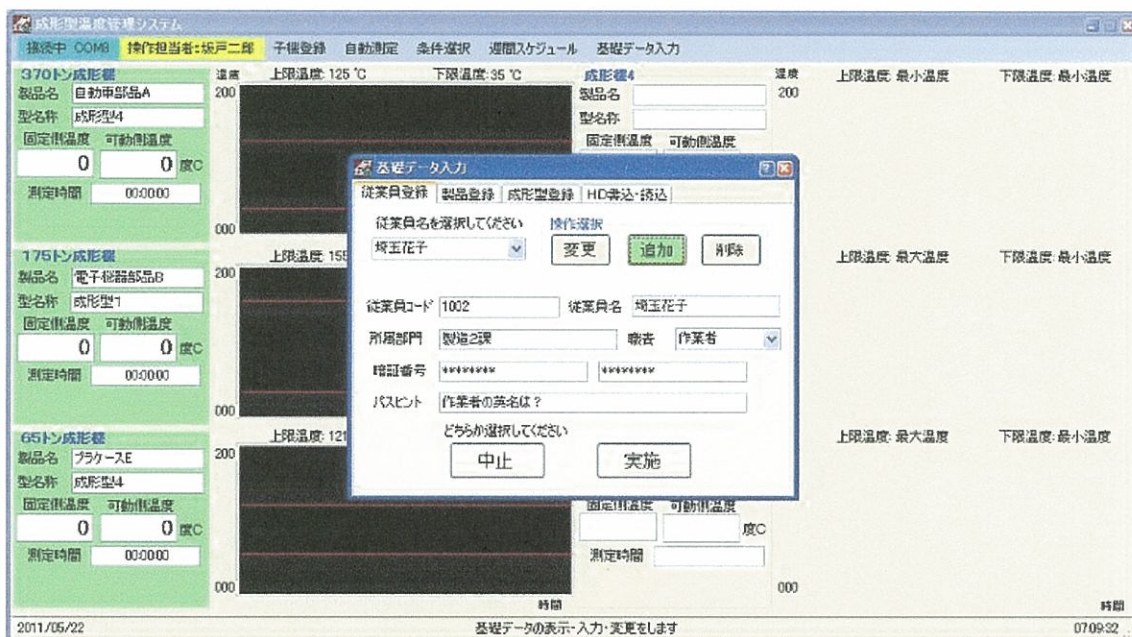 成形型温度管理システム
接続中 COM8 操作担当者:坂戸二郎 子機登録 自動測定 条件選択 週間スケジュール 基礎データ入力
370トン成形機 温度 上限温度: 125 ℃ 下限温度: 35 ℃ 成形機4 温度 上限温度: 最小温度 下限温度: 最小温度
製品名 自動車部品A 200 製品名 200
型名称 成形型4 型名称
固定側温度 可動側温度 固定側温度 可動側温度
0 0 度C
測定時間 00:00:00
000
基礎データ入力
従業員登録 製品登録 成形型登録 HD書込・読込
従業員名を選択してください 操作選択
埼玉花子 変更 追加 削除
従業員コード 1002 従業員名 埼玉花子
所属部門 製造2課 職責 作業者
暗証番号 ******** ********
パスヒント 作業者の英名は？
どちらか選択してください
中止 実施
175トン成形機 上限温度: 155 上限温度: 最大温度 下限温度: 最小温度
製品名 電子機器部品B 200
型名称 成形型1
固定側温度 可動側温度
0 0 度C
測定時間 00:00:00
000
65トン成形機 上限温度: 121 上限温度: 最大温度 下限温度: 最小温度
製品名 プラケースE 200
型名称 成形型4
固定側温度 可動側温度 固定側温度 可動側温度
0 0 度C 度C
測定時間 00:00:00 測定時間
000 000
時間 時間
2011/05/22 基礎データの表示・入力・変更をします 07:09:32